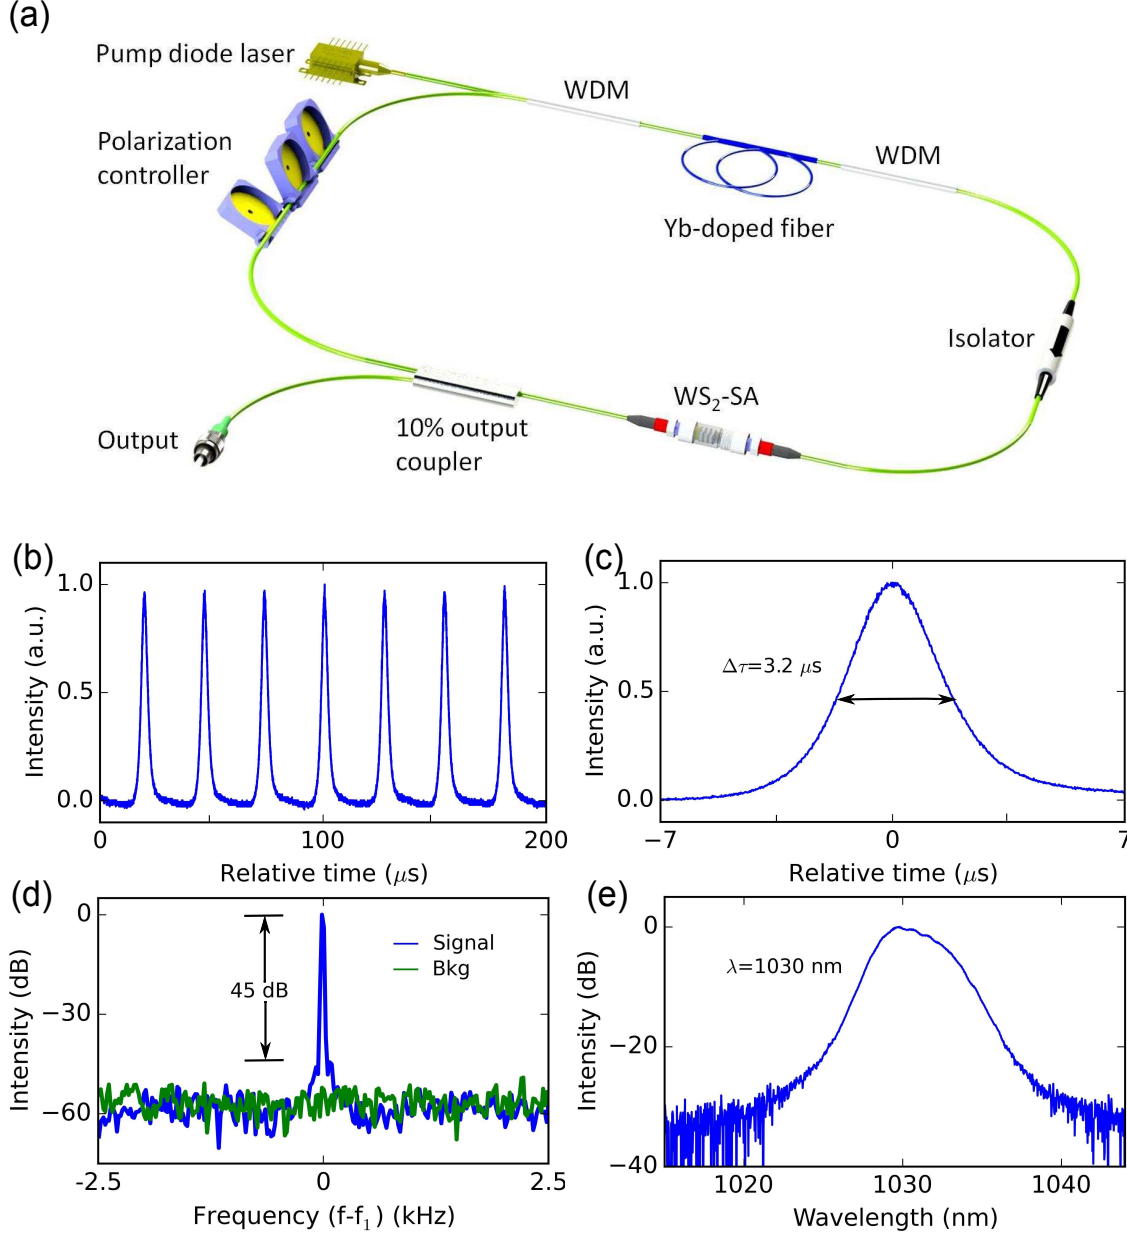 (a)
Pump diode laser
WDM
Polarization
controller
WDM
Yb-doped fiber
Isolator
WS₂-SA
10% output
coupler
Output
(b)
1.0
0.5
0.0
Intensity (a.u.)
0
100
200
Relative time (μs)
(c)
1.0
0.5
0.0
Intensity (a.u.)
Δτ=3.2 μs
−7
0
7
Relative time (μs)
(d)
0
−30
−60
Intensity (dB)
45 dB
Signal
Bkg
-2.5
0
2.5
Frequency (f-f₁) (kHz)
(e)
0
−20
−40
Intensity (dB)
λ=1030 nm
1020
1030
1040
Wavelength (nm)